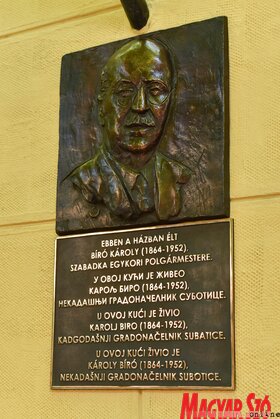 EBBEN A HÁZBAN ÉLT
BÍRÓ KÁROLY (1864-1952),
SZABADKA EGYKORI POLGÁRMESTERE.
У ОВОЈ КУЋИ ЈЕ ЖИВЕО
КАРОЉ БИРО (1864-1952),
НЕКАДАШЊИ ГРАДОНАЧЕЛНИК СУБОТИЦЕ.
U OVOJ KUĆI JE ŽIVIO
KAROLJ BIRO (1864-1952),
KADGODAŠNJI GRADONAČELNIK SUBATICE.
U OVOJ KUĆI ŽIVIO JE
KÁROLY BÍRÓ (1864-1952),
NEKADAŠNJI GRADONAČELNIK SUBOTICE.
MAGYAR SZÓ
online